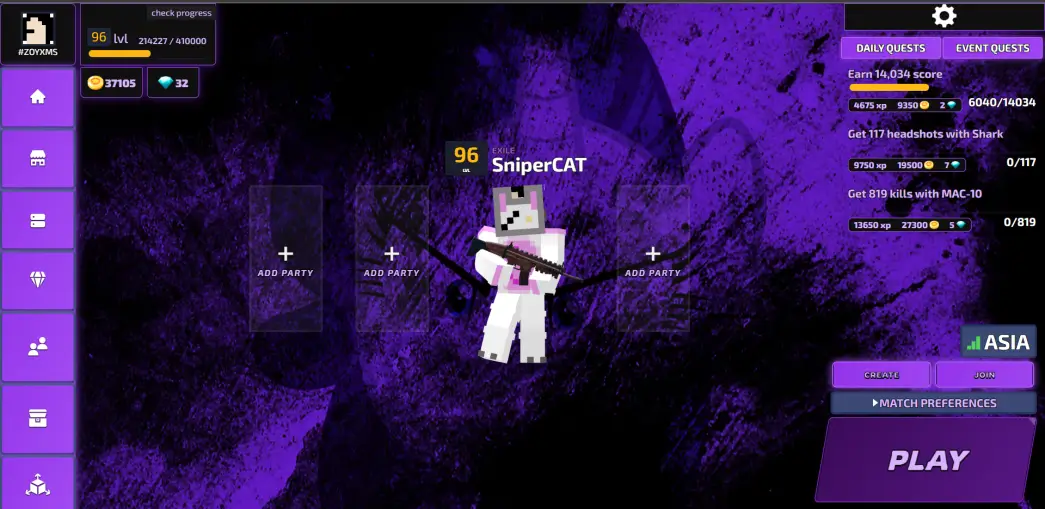 check progress
96 lvl 214227 / 410000
#ZOYXMS
37105 32
DAILY QUESTS EVENT QUESTS
Earn 14,034 score
4675 xp 9350 2 6040/14034
Get 117 headshots with Shark
9750 xp 19500 7 0/117
Get 819 kills with MAC-10
13650 xp 27300 5 0/819
96 LVL EXILE
SniperCAT
+ + +
ADD PARTY ADD PARTY ADD PARTY
ASIA
CREATE JOIN
MATCH PREFERENCES
PLAY